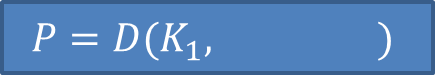 P = D(K₁, )